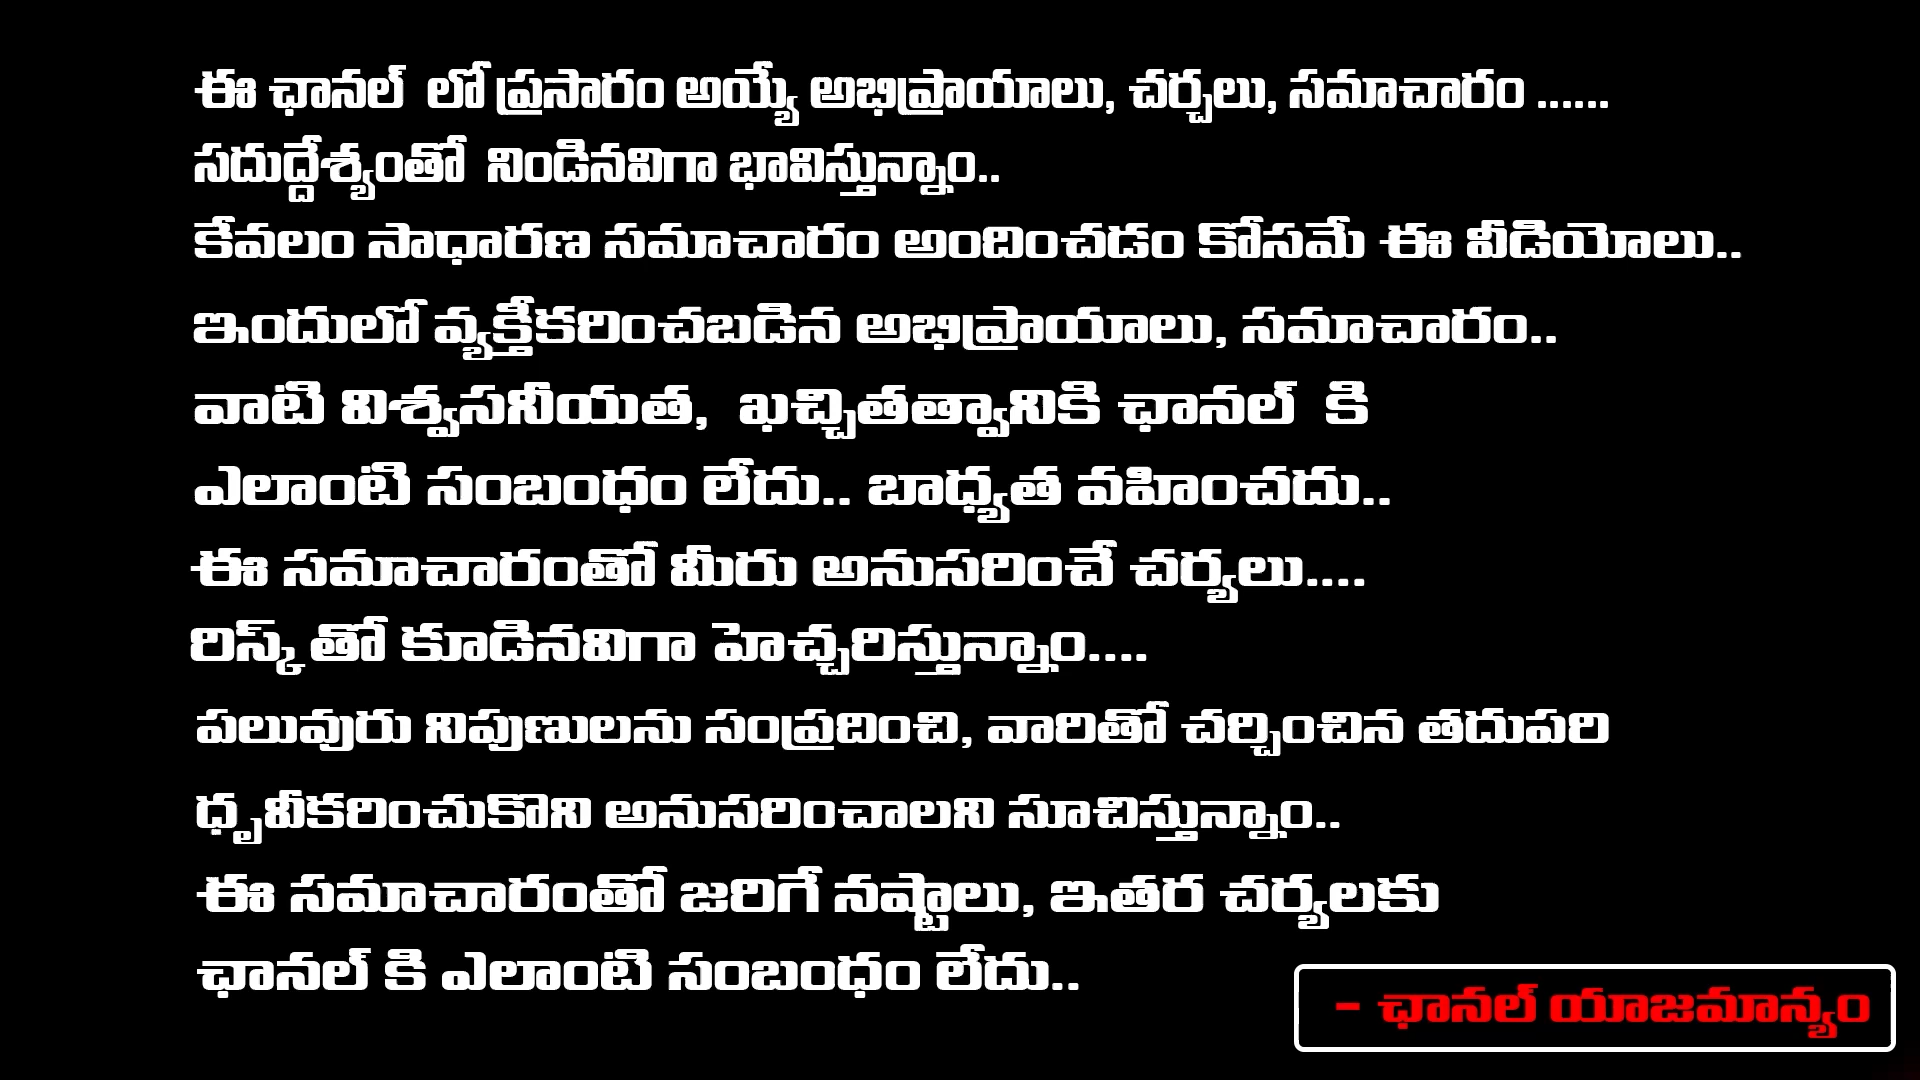 ఈ ఛానల్ లో ప్రసారం అయ్యే అభిప్రాయాలు, చర్చలు, సమాచారం ......
సదుద్దేశ్యంతో నిండినవిగా భావిస్తున్నాం..
కేవలం సాధారణ సమాచారం అందించడం కోసమే ఈ వీడియోలు..
ఇందులో వ్యక్తీకరించబడిన అభిప్రాయాలు, సమాచారం..
వాటి విశ్వసనీయత, ఖచ్చితత్వానికి ఛానల్ కి
ఎలాంటి సంబంధం లేదు.. బాధ్యత వహించదు..
ఈ సమాచారంతో మీరు అనుసరించే చర్యలు....
రిస్క్ తో కూడినవిగా హెచ్చరిస్తున్నాం....
పలువురు నిపుణులను సంప్రదించి, వారితో చర్చించిన తదుపరి
ధృవీకరించుకొని అనుసరించాలని సూచిస్తున్నాం..
ఈ సమాచారంతో జరిగే నష్టాలు, ఇతర చర్యలకు
ఛానల్ కి ఎలాంటి సంబంధం లేదు..
- ఛానల్ యాజమాన్యం